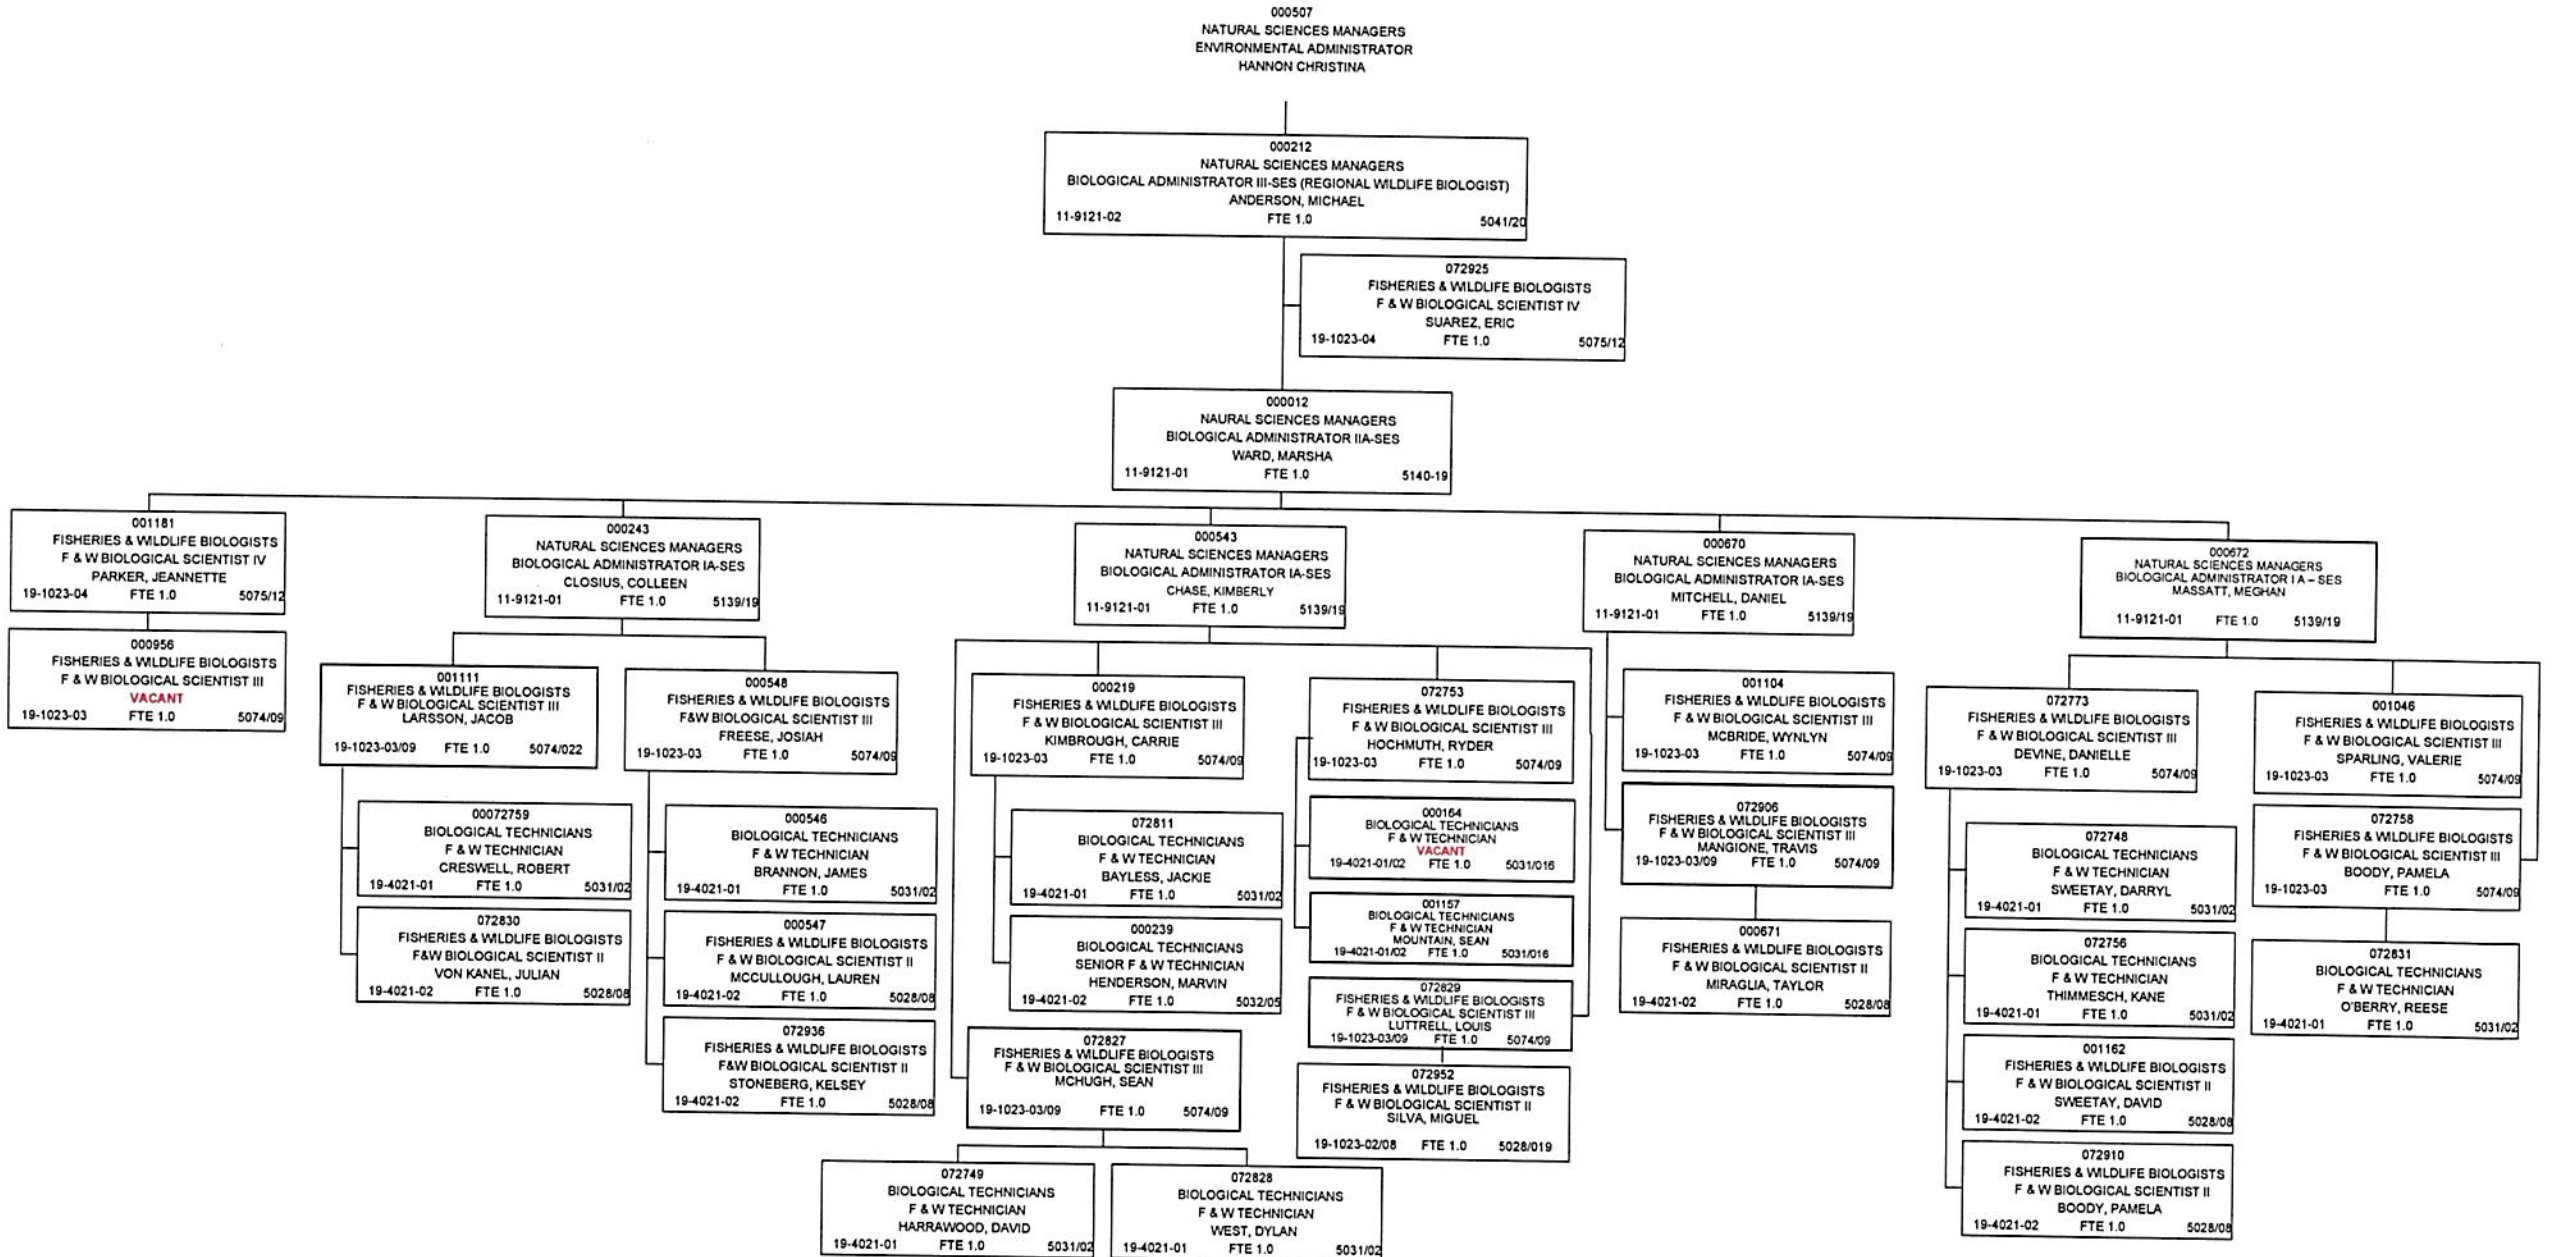 000507
NATURAL SCIENCES MANAGERS
ENVIRONMENTAL ADMINISTRATOR
HANNON CHRISTINA
000212
NATURAL SCIENCES MANAGERS
BIOLOGICAL ADMINISTRATOR III-SES (REGIONAL WILDLIFE BIOLOGIST)
ANDERSON, MICHAEL
11-9121-02 FTE 1.0 5041/20
072925
FISHERIES & WILDLIFE BIOLOGISTS
F & W BIOLOGICAL SCIENTIST IV
SUAREZ, ERIC
19-1023-04 FTE 1.0 5075/12
000012
NAURAL SCIENCES MANAGERS
BIOLOGICAL ADMINISTRATOR IIA-SES
WARD, MARSHA
11-9121-01 FTE 1.0 5140-19
001181
FISHERIES & WILDLIFE BIOLOGISTS
F & W BIOLOGICAL SCIENTIST IV
PARKER, JEANNETTE
19-1023-04 FTE 1.0 5075/12
000956
FISHERIES & WILDLIFE BIOLOGISTS
F & W BIOLOGICAL SCIENTIST III
VACANT
19-1023-03 FTE 1.0 5074/09
000243
NATURAL SCIENCES MANAGERS
BIOLOGICAL ADMINISTRATOR IA-SES
CLOSIUS, COLLEEN
11-9121-01 FTE 1.0 5139/19
001111
FISHERIES & WILDLIFE BIOLOGISTS
F & W BIOLOGICAL SCIENTIST III
LARSSON, JACOB
19-1023-03/09 FTE 1.0 5074/022
00072759
BIOLOGICAL TECHNICIANS
F & W TECHNICIAN
CRESWELL, ROBERT
19-4021-01 FTE 1.0 5031/02
072830
FISHERIES & WILDLIFE BIOLOGISTS
F&W BIOLOGICAL SCIENTIST II
VON KANEL, JULIAN
19-4021-02 FTE 1.0 5028/08
000548
FISHERIES & WILDLIFE BIOLOGISTS
F&W BIOLOGICAL SCIENTIST III
FREESE, JOSIAH
19-1023-03 FTE 1.0 5074/09
000546
BIOLOGICAL TECHNICIANS
F & W TECHNICIAN
BRANNON, JAMES
19-4021-01 FTE 1.0 5031/02
000547
FISHERIES & WILDLIFE BIOLOGISTS
F & W BIOLOGICAL SCIENTIST II
MCCULLOUGH, LAUREN
19-4021-02 FTE 1.0 5028/08
072936
FISHERIES & WILDLIFE BIOLOGISTS
F&W BIOLOGICAL SCIENTIST II
STONEBERG, KELSEY
19-4021-02 FTE 1.0 5028/08
000543
NATURAL SCIENCES MANAGERS
BIOLOGICAL ADMINISTRATOR IA-SES
CHASE, KIMBERLY
11-9121-01 FTE 1.0 5139/19
000219
FISHERIES & WILDLIFE BIOLOGISTS
F & W BIOLOGICAL SCIENTIST III
KIMBROUGH, CARRIE
19-1023-03 FTE 1.0 5074/09
072811
BIOLOGICAL TECHNICIANS
F & W TECHNICIAN
BAYLESS, JACKIE
19-4021-01 FTE 1.0 5031/02
000239
BIOLOGICAL TECHNICIANS
SENIOR F & W TECHNICIAN
HENDERSON, MARVIN
19-4021-02 FTE 1.0 5032/05
072827
FISHERIES & WILDLIFE BIOLOGISTS
F & W BIOLOGICAL SCIENTIST III
MCHUGH, SEAN
19-1023-03/09 FTE 1.0 5074/09
072749
BIOLOGICAL TECHNICIANS
F & W TECHNICIAN
HARRAWOOD, DAVID
19-4021-01 FTE 1.0 5031/02
072828
BIOLOGICAL TECHNICIANS
F & W TECHNICIAN
WEST, DYLAN
19-4021-01 FTE 1.0 5031/02
072753
FISHERIES & WILDLIFE BIOLOGISTS
F & W BIOLOGICAL SCIENTIST III
HOCHMUTH, RYDER
19-1023-03 FTE 1.0 5074/09
000164
BIOLOGICAL TECHNICIANS
F & W TECHNICIAN
VACANT
19-4021-01/02 FTE 1.0 5031/016
001157
BIOLOGICAL TECHNICIANS
F & W TECHNICIAN
MOUNTAIN, SEAN
19-4021-01/02 FTE 1.0 5031/016
072829
FISHERIES & WILDLIFE BIOLOGISTS
F & W BIOLOGICAL SCIENTIST III
LUTTRELL, LOUIS
19-1023-03/09 FTE 1.0 5074/09
072952
FISHERIES & WILDLIFE BIOLOGISTS
F & W BIOLOGICAL SCIENTIST II
SILVA, MIGUEL
19-1023-02/08 FTE 1.0 5028/019
000670
NATURAL SCIENCES MANAGERS
BIOLOGICAL ADMINISTRATOR IA-SES
MITCHELL, DANIEL
11-9121-01 FTE 1.0 5139/19
001104
FISHERIES & WILDLIFE BIOLOGISTS
F & W BIOLOGICAL SCIENTIST III
MCBRIDE, WYNLYN
19-1023-03 FTE 1.0 5074/09
072906
FISHERIES & WILDLIFE BIOLOGISTS
F & W BIOLOGICAL SCIENTIST III
MANGIONE, TRAVIS
19-1023-03/09 FTE 1.0 5074/09
000671
FISHERIES & WILDLIFE BIOLOGISTS
F & W BIOLOGICAL SCIENTIST II
MIRAGLIA, TAYLOR
19-4021-02 FTE 1.0 5028/08
000672
NATURAL SCIENCES MANAGERS
BIOLOGICAL ADMINISTRATOR I A – SES
MASSATT, MEGHAN
11-9121-01 FTE 1.0 5139/19
072773
FISHERIES & WILDLIFE BIOLOGISTS
F & W BIOLOGICAL SCIENTIST III
DEVINE, DANIELLE
19-1023-03 FTE 1.0 5074/09
072748
BIOLOGICAL TECHNICIANS
F & W TECHNICIAN
SWEETAY, DARRYL
19-4021-01 FTE 1.0 5031/02
072756
BIOLOGICAL TECHNICIANS
F & W TECHNICIAN
THIMMESCH, KANE
19-4021-01 FTE 1.0 5031/02
001162
FISHERIES & WILDLIFE BIOLOGISTS
F & W BIOLOGICAL SCIENTIST II
SWEETAY, DAVID
19-4021-02 FTE 1.0 5028/08
072910
FISHERIES & WILDLIFE BIOLOGISTS
F & W BIOLOGICAL SCIENTIST II
BOODY, PAMELA
19-4021-02 FTE 1.0 5028/08
001046
FISHERIES & WILDLIFE BIOLOGISTS
F & W BIOLOGICAL SCIENTIST III
SPARLING, VALERIE
19-1023-03 FTE 1.0 5074/09
072758
FISHERIES & WILDLIFE BIOLOGISTS
F & W BIOLOGICAL SCIENTIST III
BOODY, PAMELA
19-1023-03 FTE 1.0 5074/09
072831
BIOLOGICAL TECHNICIANS
F & W TECHNICIAN
O'BERRY, REESE
19-4021-01 FTE 1.0 5031/02